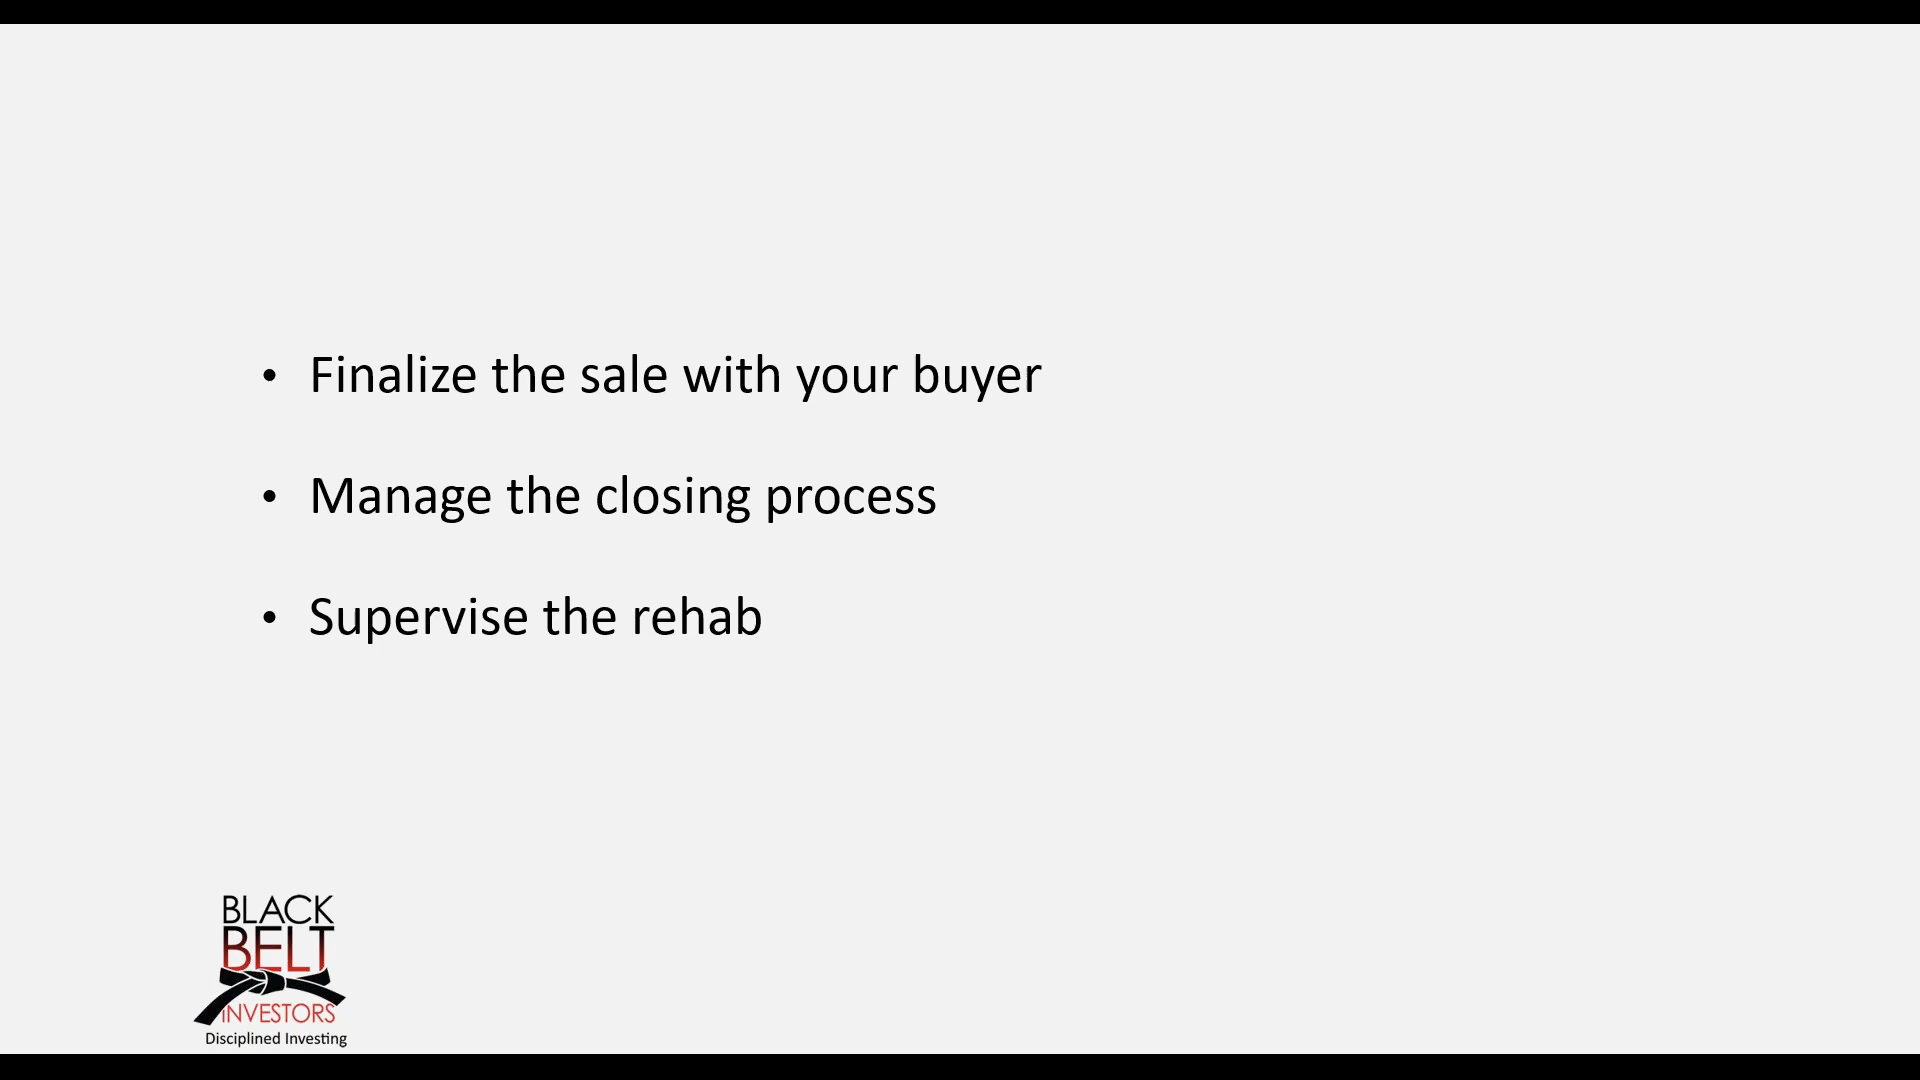 • Finalize the sale with your buyer
• Manage the closing process
• Supervise the rehab
BLACK
BELT
INVESTORS
Disciplined Investing